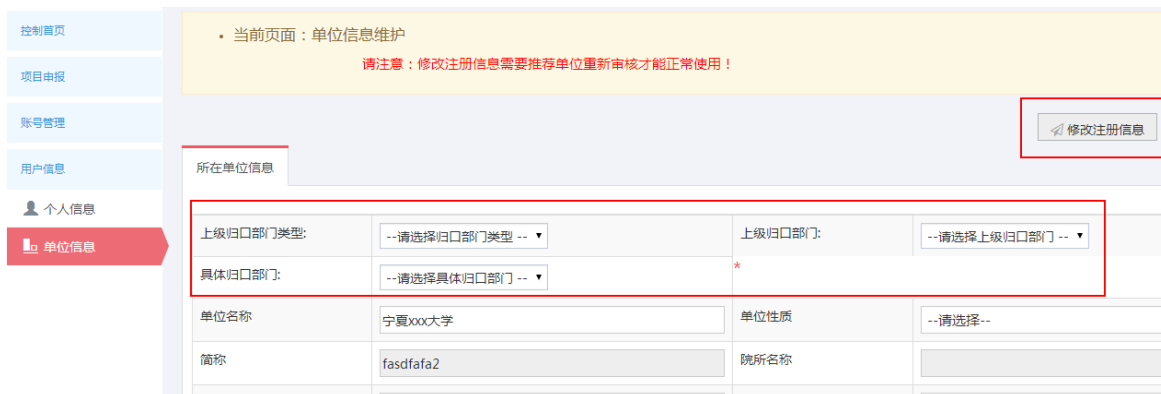 控制首页
项目申报
账号管理
用户信息
个人信息
单位信息
• 当前页面：单位信息维护
请注意：修改注册信息需要推荐单位重新审核才能正常使用！
修改注册信息
所在单位信息
上级归口部门类型: --请选择归口部门类型 -- 上级归口部门: --请选择上级归口部门 --
具体归口部门: --请选择具体归口部门 -- *
单位名称 宁夏xxx大学 单位性质 --请选择--
简称 fasdfafa2 院所名称